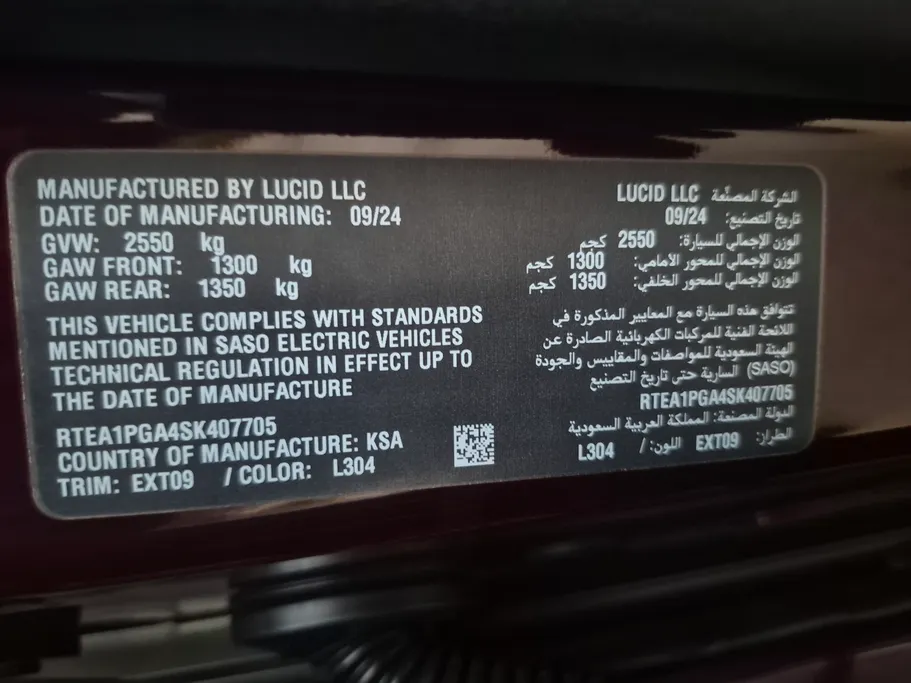 MANUFACTURED BY LUCID LLC
DATE OF MANUFACTURING: 09/24
GVW: 2550 kg
GAW FRONT: 1300 kg
GAW REAR: 1350 kg
THIS VEHICLE COMPLIES WITH STANDARDS
MENTIONED IN SASO ELECTRIC VEHICLES
TECHNICAL REGULATION IN EFFECT UP TO
THE DATE OF MANUFACTURE
RTEA1PGA4SK407705
COUNTRY OF MANUFACTURE: KSA
TRIM: EXT09 / COLOR: L304
الشركة المصنّعة LUCID LLC
تاريخ التصنيع: 09/24
الوزن الإجمالي للسيارة: 2550 كجم
الوزن الإجمالي للمحور الأمامي: 1300 كجم
الوزن الإجمالي للمحور الخلفي: 1350 كجم
تتوافق هذه السيارة مع المعايير المذكورة في
اللائحة الفنية للمركبات الكهربائية الصادرة عن
الهيئة السعودية للمواصفات والمقاييس والجودة
(SASO) السارية حتى تاريخ التصنيع
RTEA1PGA4SK407705
الدولة المصنعة: المملكة العربية السعودية
الطراز: EXT09 اللون: / L304